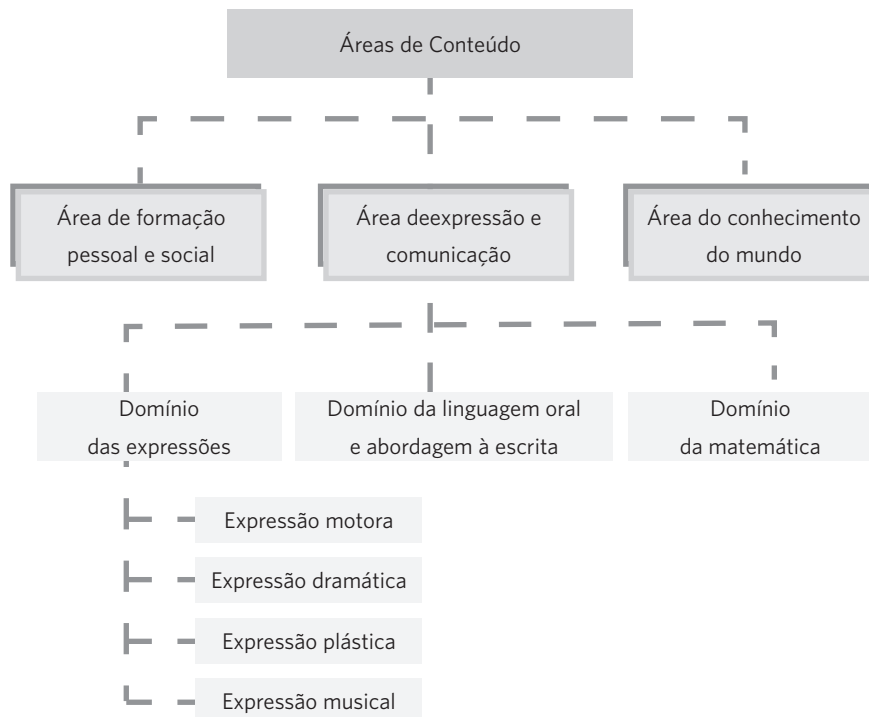 Áreas de Conteúdo
Área de formação
pessoal e social
Área deexpressão e
comunicação
Área do conhecimento
do mundo
Domínio
das expressões
Domínio da linguagem oral
e abordagem à escrita
Domínio
da matemática
Expressão motora
Expressão dramática
Expressão plástica
Expressão musical